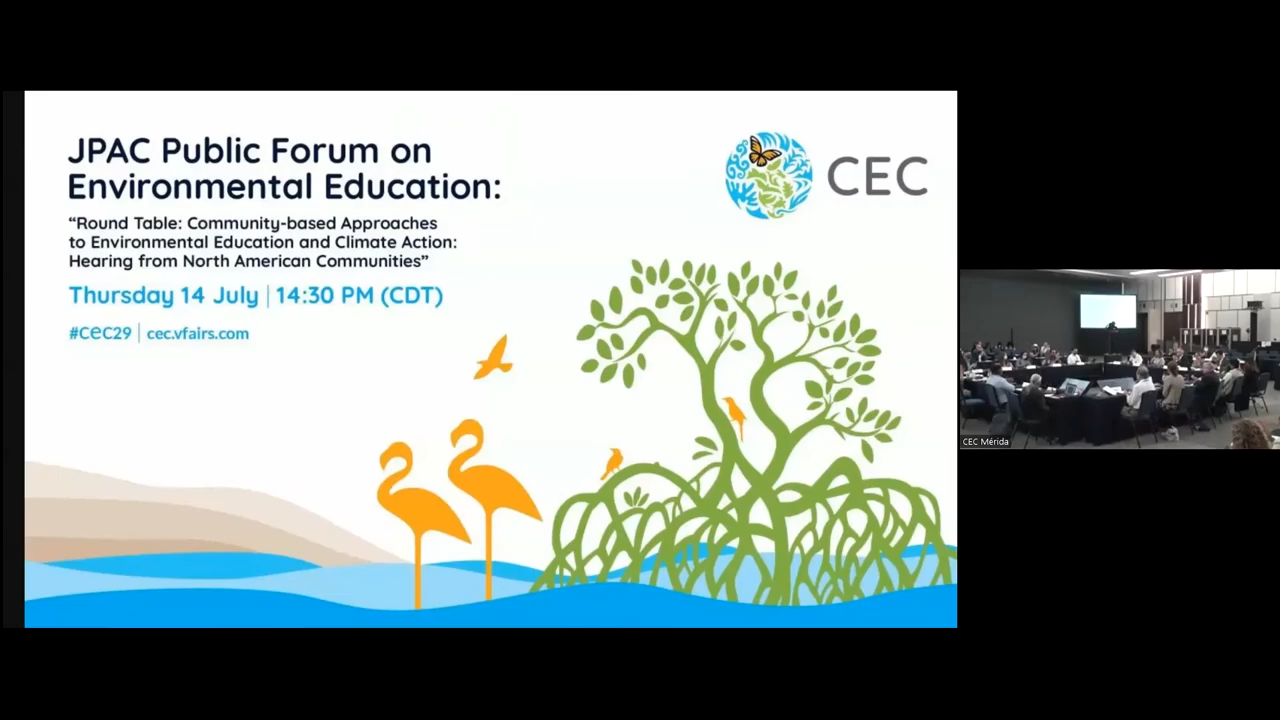 JPAC Public Forum on
Environmental Education:
“Round Table: Community-based Approaches
to Environmental Education and Climate Action:
Hearing from North American Communities”
Thursday 14 July | 14:30 PM (CDT)
#CEC29 | cec.vfairs.com
CEC
CEC Mérida